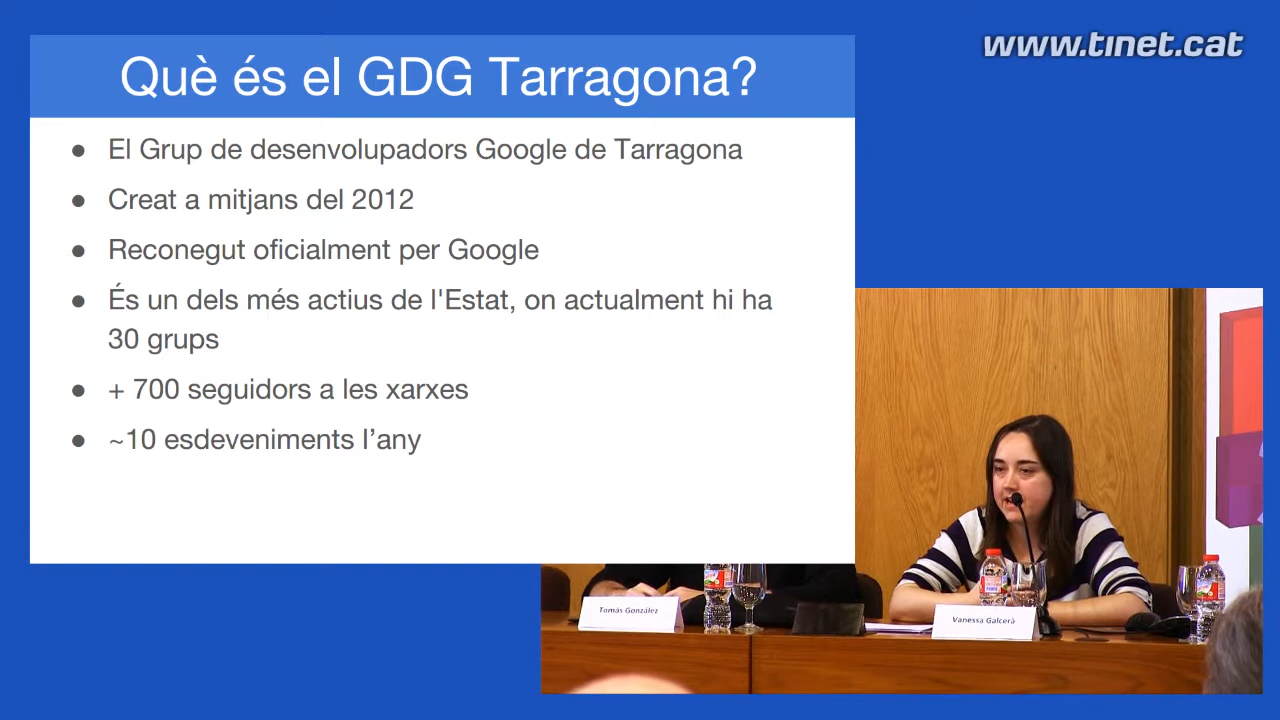 www.tinet.cat
Què és el GDG Tarragona?
● El Grup de desenvolupadors Google de Tarragona
● Creat a mitjans del 2012
● Reconegut oficialment per Google
● És un dels més actius de l'Estat, on actualment hi ha
30 grups
● + 700 seguidors a les xarxes
● ~10 esdeveniments l’any
Tomás González
Vanessa Galcerà